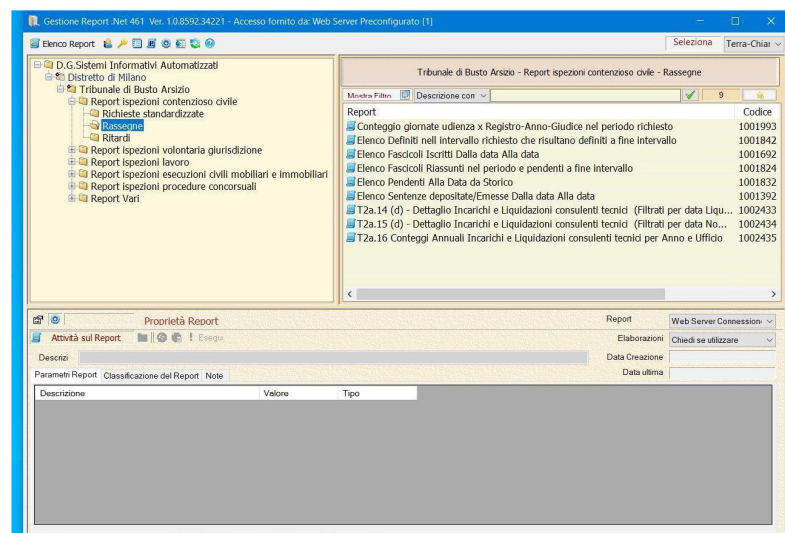 Gestione Report .Net 461 Ver. 1.0.8592.34221 - Accesso fornito da: Web Server Preconfigurato [1]
Elenco Report
Seleziona
Terra-Chiar
D.G.Sistemi Informativi Automatizzati
Distretto di Milano
Tribunale di Busto Arsizio
Report ispezioni contenzioso civile
Richieste standardizzate
Rassegne
Ritardi
Report ispezioni volontaria giurisdizione
Report ispezioni lavoro
Report ispezioni esecuzioni civili mobiliari e immobiliari
Report ispezioni procedure concorsuali
Report Vari
Tribunale di Busto Arsizio - Report ispezioni contenzioso civile - Rassegne
Mostra Filtro
Descrizione con
9
Report
Codice
Conteggio giornate udienza x Registro-Anno-Giudice nel periodo richiesto 1001993
Elenco Definiti nell intervallo richiesto che risultano definiti a fine intervallo 1001842
Elenco Fascicoli Iscritti Dalla data Alla data 1001692
Elenco Fascicoli Riassunti nel periodo e pendenti a fine intervallo 1001824
Elenco Pendenti Alla Data da Storico 1001832
Elenco Sentenze depositate/Emesse Dalla data Alla data 1001392
T2a.14 (d) - Dettaglio Incarichi e Liquidazioni consulenti tecnici (Filtrati per data Liqu... 1002433
T2a.15 (d) - Dettaglio Incarichi e Liquidazioni consulenti tecnici (Filtrati per data No... 1002434
T2a.16 Conteggi Annuali Incarichi e Liquidazioni consulenti tecnici per Anno e Ufficio 1002435
Proprietà Report
Report
Web Server Connession
Attività sul Report
Esegui
Elaborazioni
Chiedi se utilizzare
Descrizi
Data Creazione
Parametri Report
Classificazione del Report
Note
Data ultima
Descrizione
Valore
Tipo